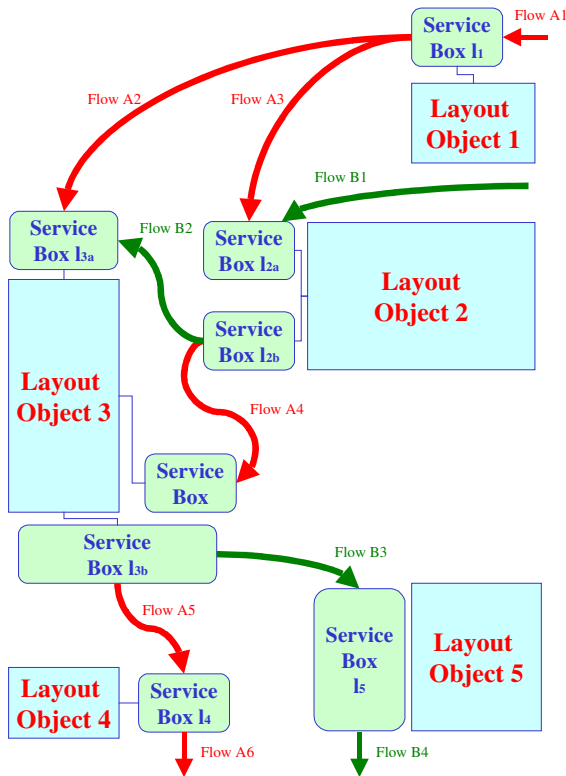 Flow A1
Service
Box l1
Layout
Object 1
Flow A2
Flow A3
Flow B1
Service
Box l3a
Flow B2
Service
Box l2a
Layout
Object 2
Service
Box l2b
Layout
Object 3
Flow A4
Service
Box
Service
Box l3b
Flow B3
Flow A5
Service
Box
l5
Layout
Object 5
Layout
Object 4
Service
Box l4
Flow A6
Flow B4